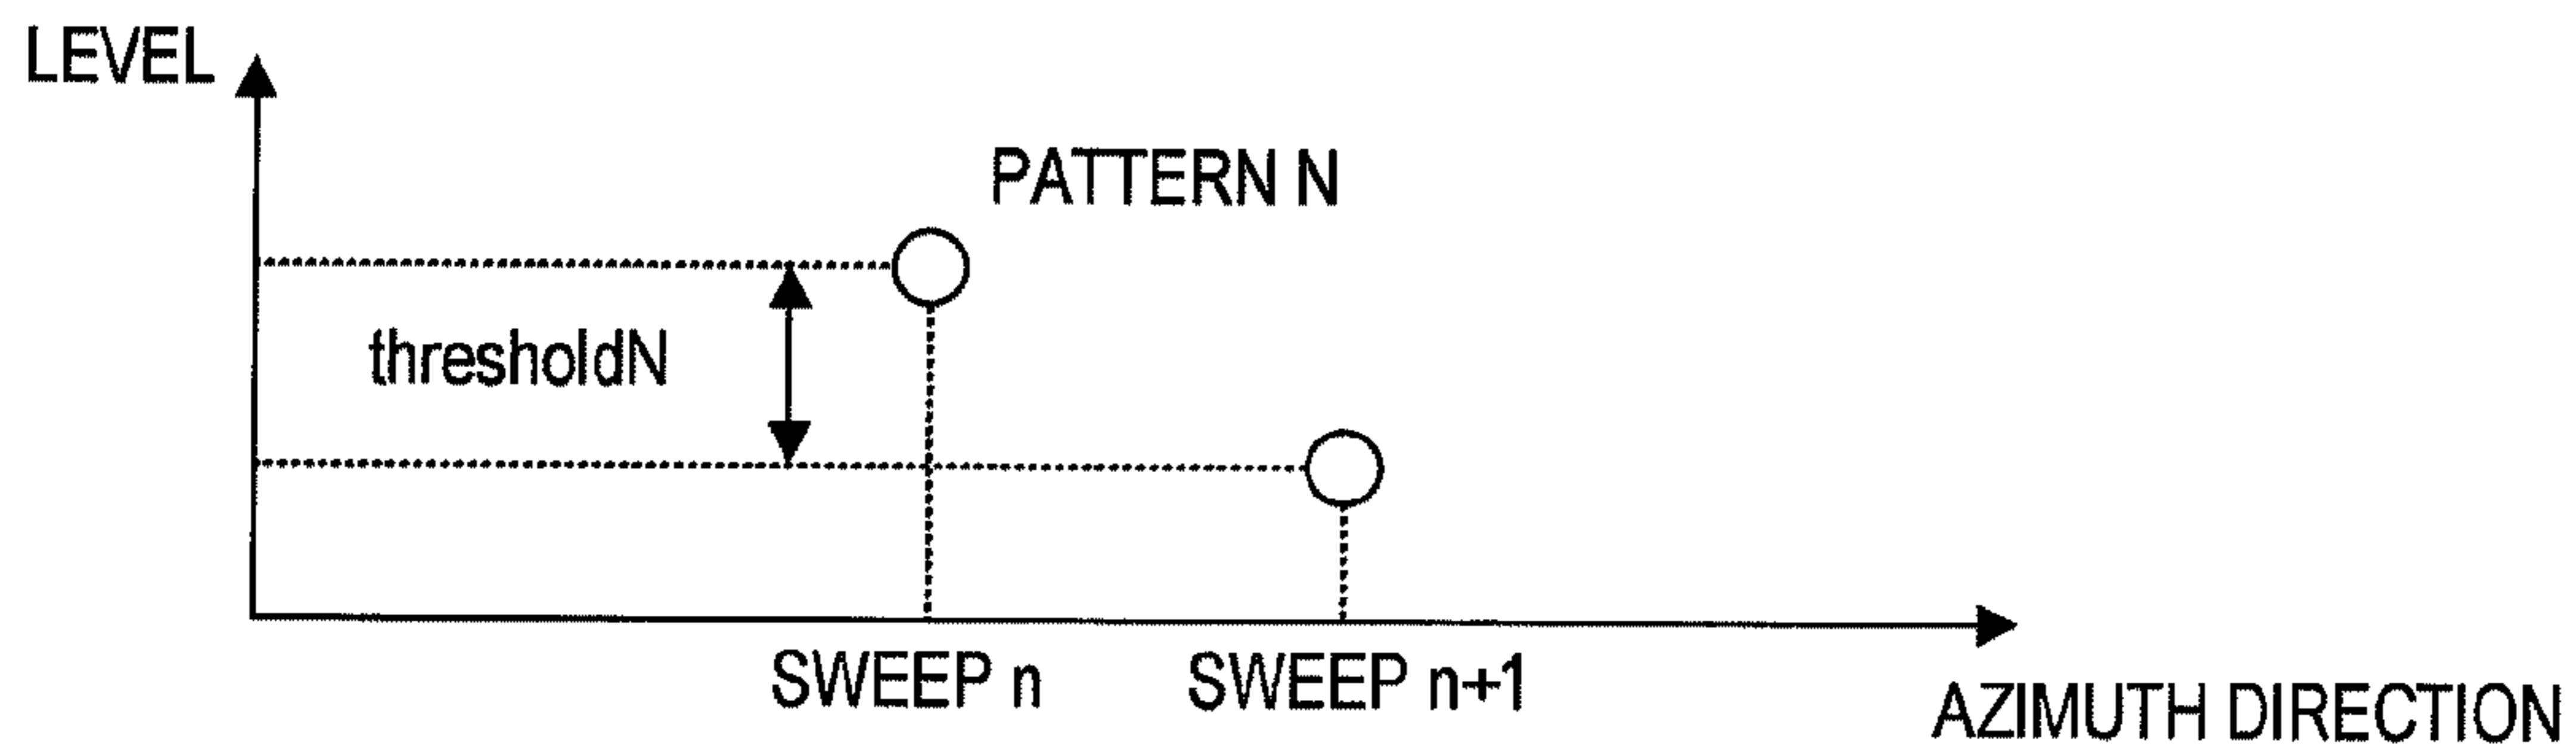 LEVEL
PATTERN N
thresholdN
SWEEP n
SWEEP n+1
AZIMUTH DIRECTION